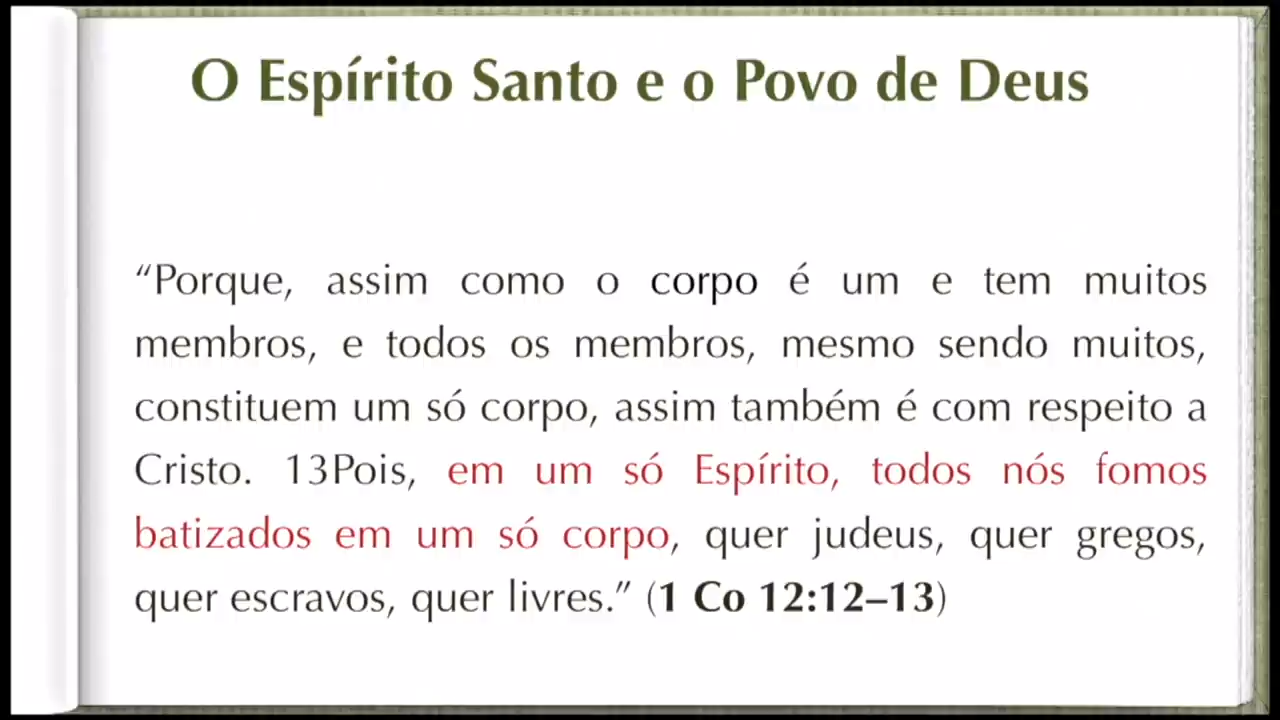 O Espírito Santo e o Povo de Deus
“Porque, assim como o corpo é um e tem muitos
membros, e todos os membros, mesmo sendo muitos,
constituem um só corpo, assim também é com respeito a
Cristo. 13Pois, em um só Espírito, todos nós fomos
batizados em um só corpo, quer judeus, quer gregos,
quer escravos, quer livres.” (1 Co 12:12–13)